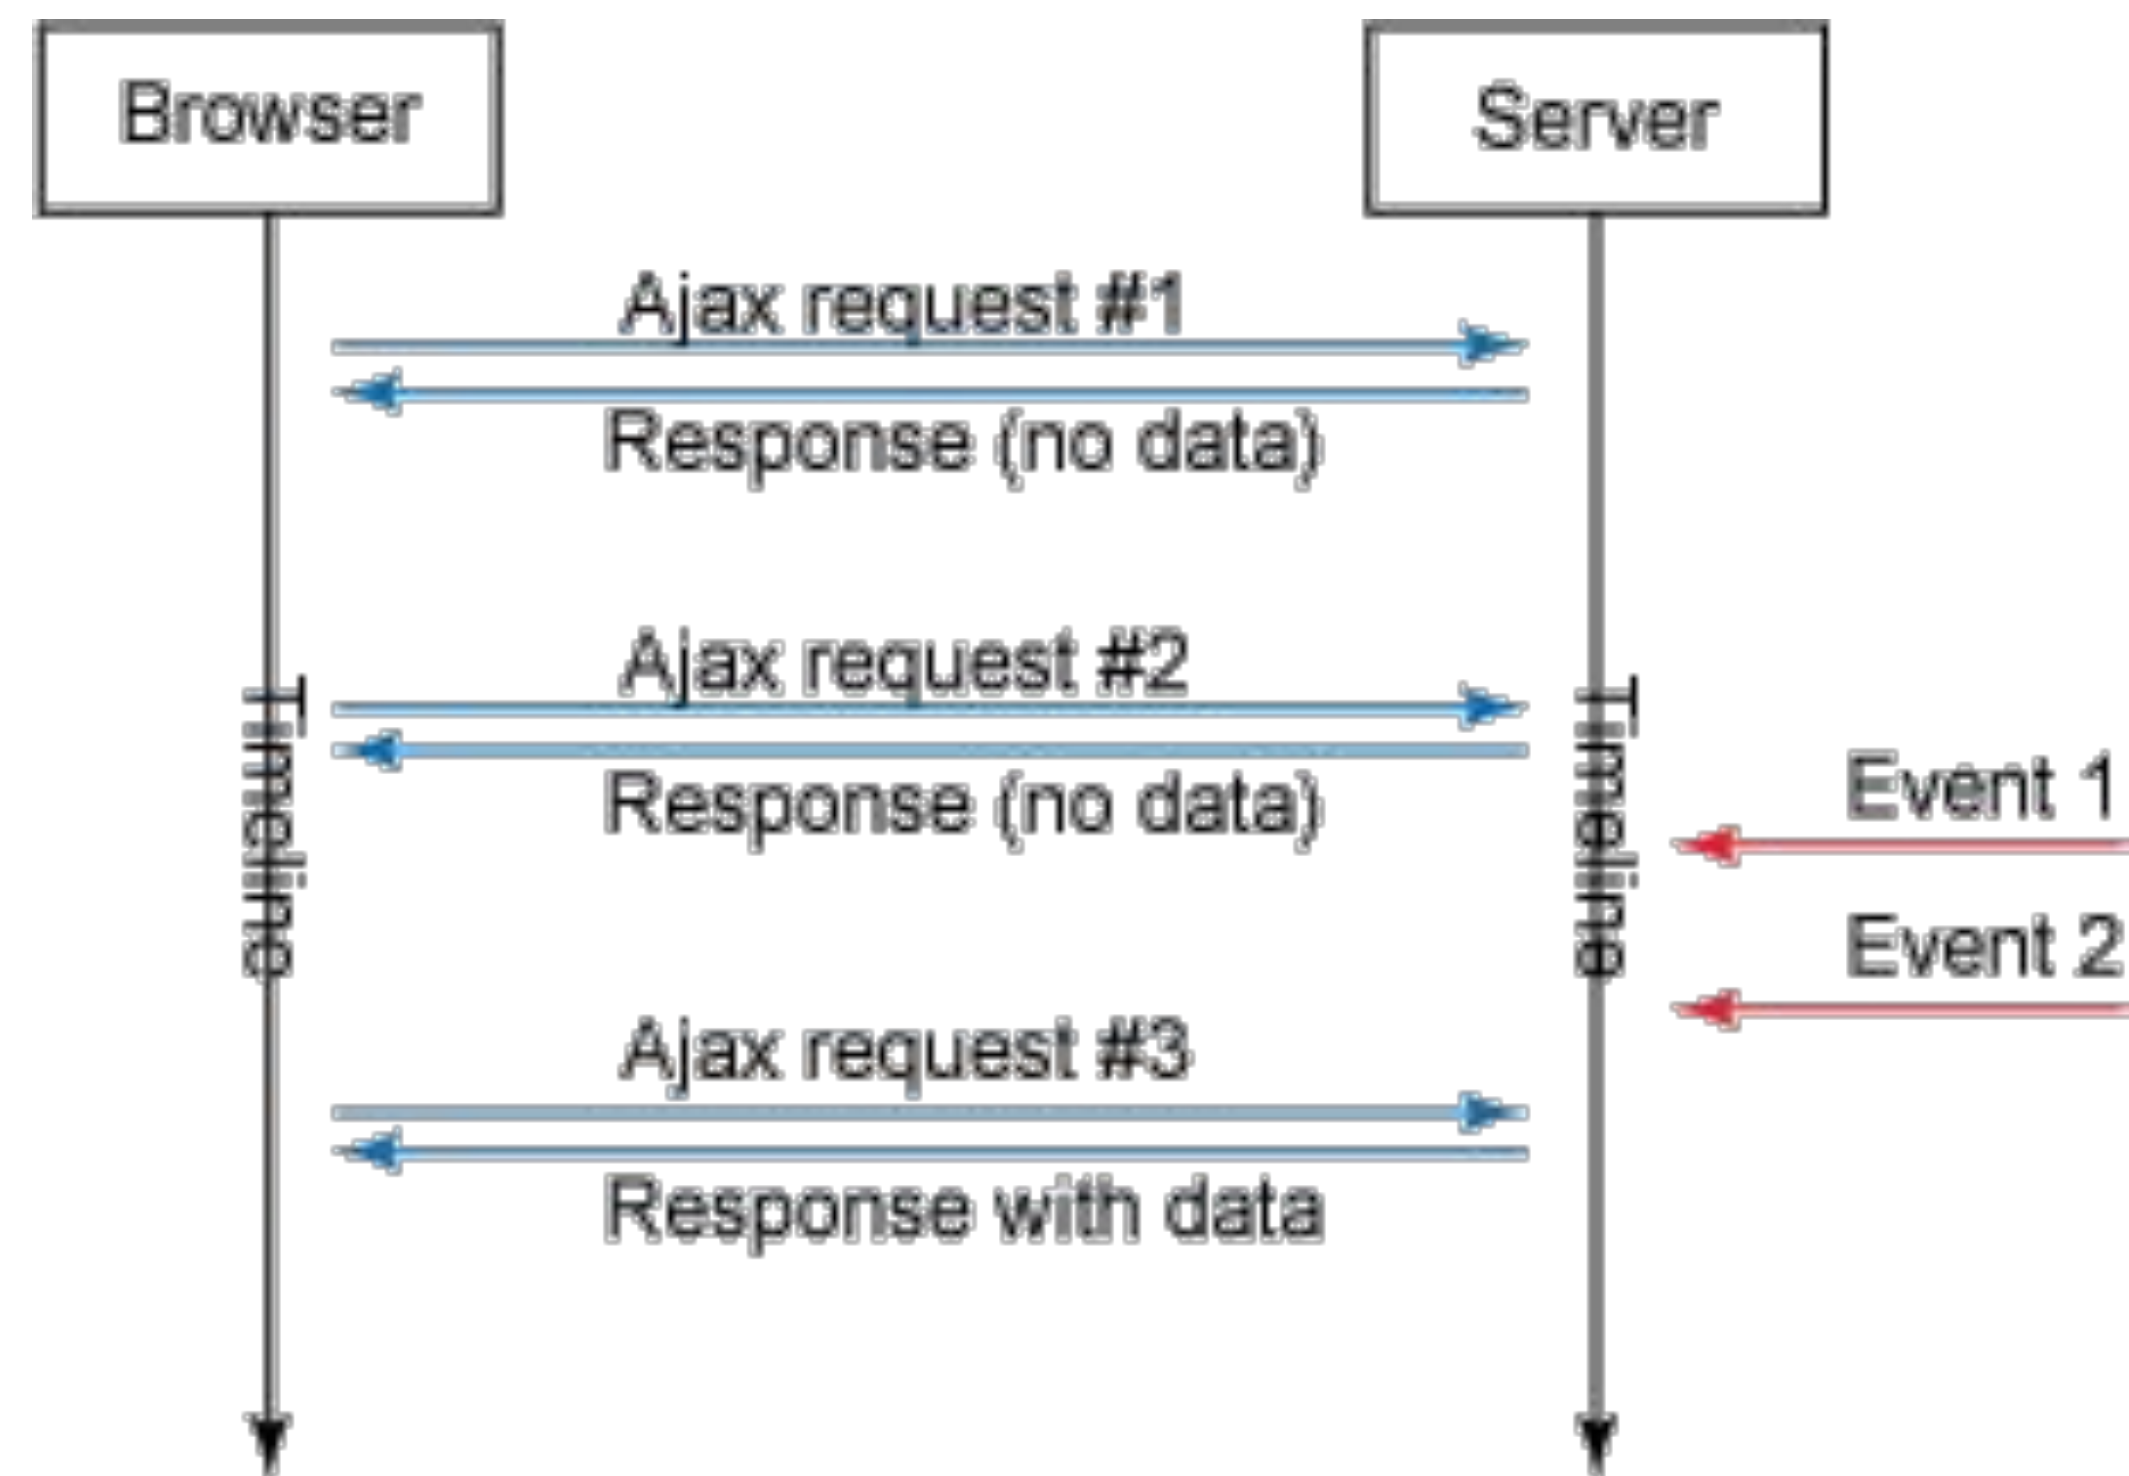 Browser
Server
Ajax request #1
Response (no data)
Ajax request #2
Response (no data)
Timeline
Timeline
Event 1
Event 2
Ajax request #3
Response with data